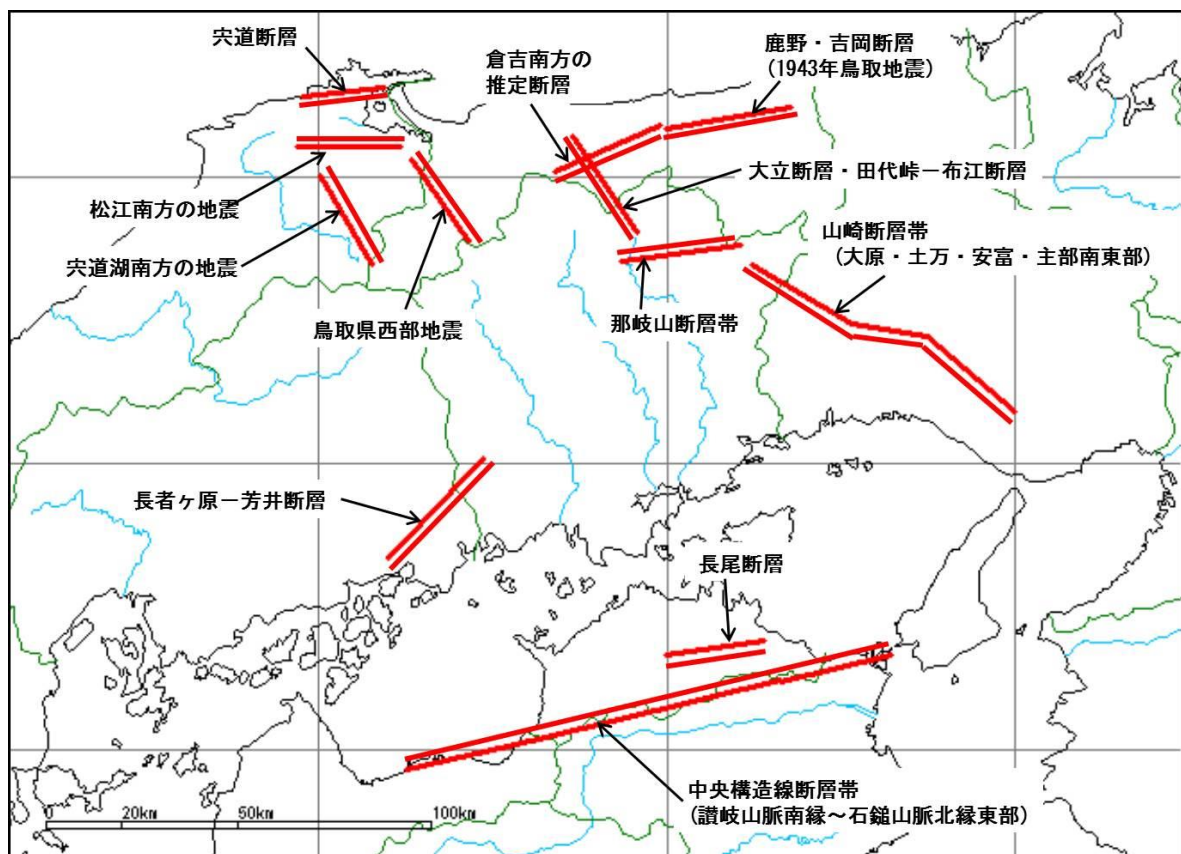 宍道断層
倉吉南方の
推定断層
鹿野・吉岡断層
（1943年鳥取地震）
大立断層・田代峠－布江断層
松江南方の地震
宍道湖南方の地震
鳥取県西部地震
那岐山断層帯
山崎断層帯
（大原・土万・安富・主部南東部）
長者ヶ原－芳井断層
長尾断層
中央構造線断層帯
（讃岐山脈南縁～石鎚山脈北縁東部）
0 20km 50km 100km